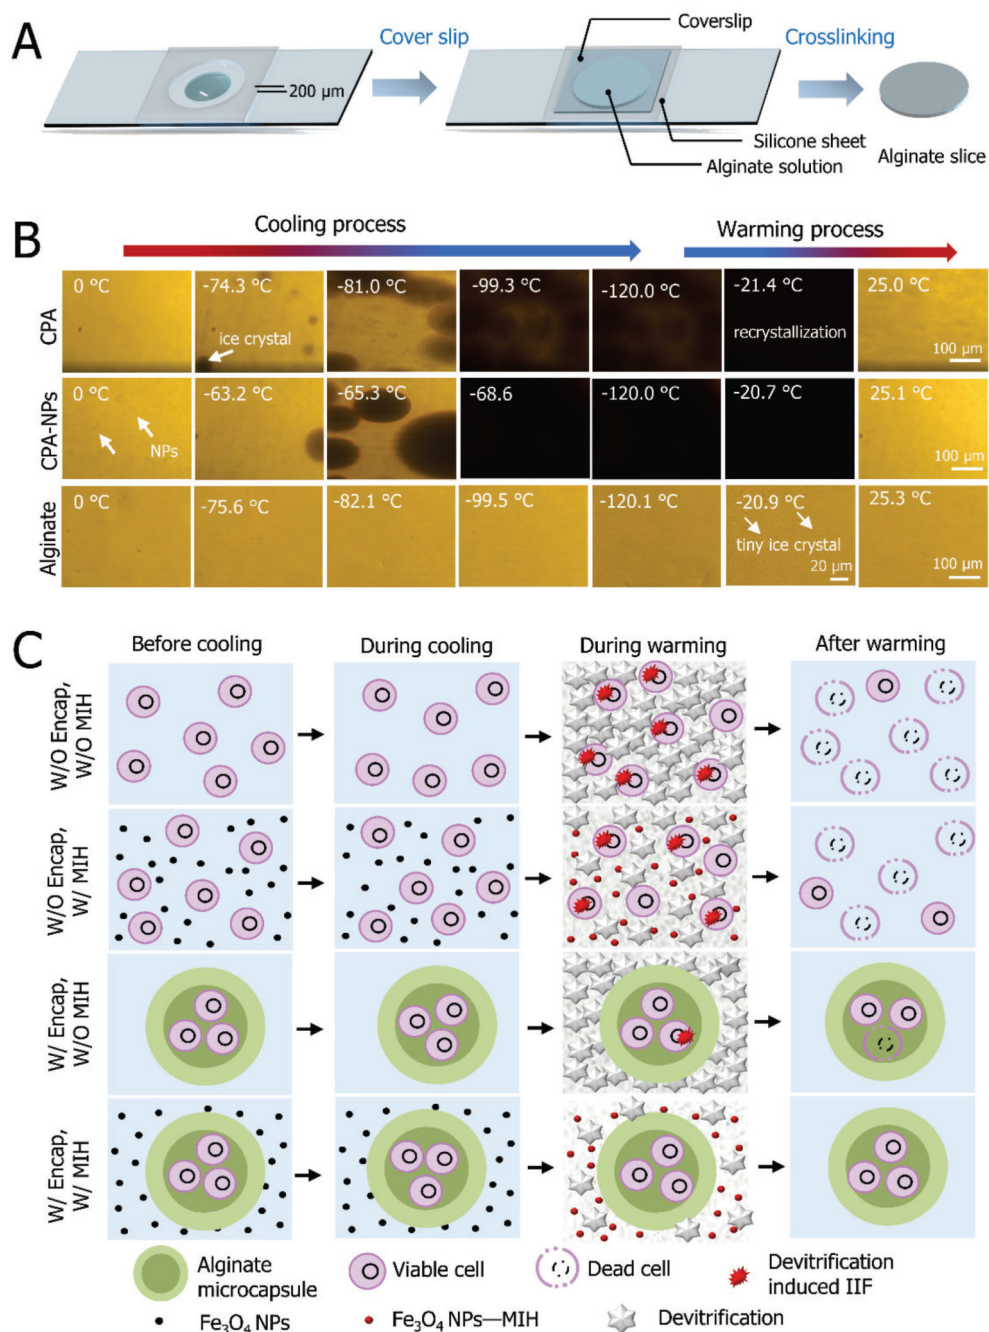 A
Cover slip
Coverslip
Crosslinking
200 µm
Silicone sheet
Alginate solution
Alginate slice
B
Cooling process
Warming process
CPA
0 °C
-74.3 °C
-81.0 °C
-99.3 °C
-120.0 °C
-21.4 °C
25.0 °C
ice crystal
recrystallization
100 µm
CPA-NPs
0 °C
-63.2 °C
-65.3 °C
-68.6
-120.0 °C
-20.7 °C
25.1 °C
NPs
100 µm
Alginate
0 °C
-75.6 °C
-82.1 °C
-99.5 °C
-120.1 °C
-20.9 °C
25.3 °C
tiny ice crystal
20 µm
100 µm
C
Before cooling
During cooling
During warming
After warming
W/O Encap,
W/O MIH
W/O Encap,
W/ MIH
W/ Encap,
W/O MIH
W/ Encap,
W/ MIH
Alginate
microcapsule
Viable cell
Dead cell
Devitrification
induced IIF
Fe₃O₄ NPs
Fe₃O₄ NPs—MIH
Devitrification